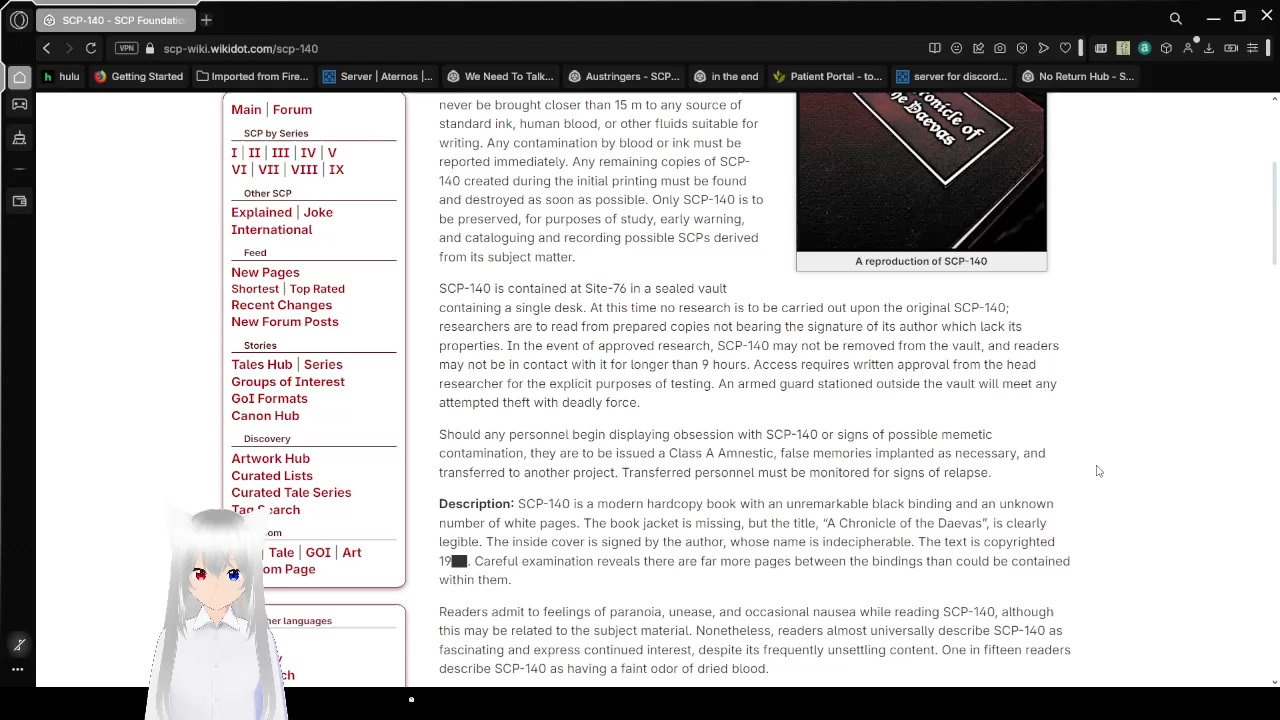 SCP-140 - SCP Foundatio
VPN
scp-wiki.wikidot.com/scp-140
hulu
Getting Started
Imported from Fire...
Server | Aternos |...
We Need To Talk...
Austringers - SCP...
in the end
Patient Portal - to...
server for discord...
No Return Hub - S...
Main | Forum
SCP by Series
I | II | III | IV | V
VI | VII | VIII | IX
Other SCP
Explained | Joke
International
Feed
New Pages
Shortest | Top Rated
Recent Changes
New Forum Posts
Stories
Tales Hub | Series
Groups of Interest
GoI Formats
Canon Hub
Discovery
Artwork Hub
Curated Lists
Curated Tale Series
Tag Search
Tale | GOI | Art
Page
languages
never be brought closer than 15 m to any source of
standard ink, human blood, or other fluids suitable for
writing. Any contamination by blood or ink must be
reported immediately. Any remaining copies of SCP-
140 created during the initial printing must be found
and destroyed as soon as possible. Only SCP-140 is to
be preserved, for purposes of study, early warning,
and cataloguing and recording possible SCPs derived
from its subject matter.
Chronicle of
the Daevas
A reproduction of SCP-140
SCP-140 is contained at Site-76 in a sealed vault
containing a single desk. At this time no research is to be carried out upon the original SCP-140;
researchers are to read from prepared copies not bearing the signature of its author which lack its
properties. In the event of approved research, SCP-140 may not be removed from the vault, and readers
may not be in contact with it for longer than 9 hours. Access requires written approval from the head
researcher for the explicit purposes of testing. An armed guard stationed outside the vault will meet any
attempted theft with deadly force.
Should any personnel begin displaying obsession with SCP-140 or signs of possible memetic
contamination, they are to be issued a Class A Amnestic, false memories implanted as necessary, and
transferred to another project. Transferred personnel must be monitored for signs of relapse.
Description: SCP-140 is a modern hardcopy book with an unremarkable black binding and an unknown
number of white pages. The book jacket is missing, but the title, “A Chronicle of the Daevas”, is clearly
legible. The inside cover is signed by the author, whose name is indecipherable. The text is copyrighted
19██. Careful examination reveals there are far more pages between the bindings than could be contained
within them.
Readers admit to feelings of paranoia, unease, and occasional nausea while reading SCP-140, although
this may be related to the subject material. Nonetheless, readers almost universally describe SCP-140 as
fascinating and express continued interest, despite its frequently unsettling content. One in fifteen readers
describe SCP-140 as having a faint odor of dried blood.